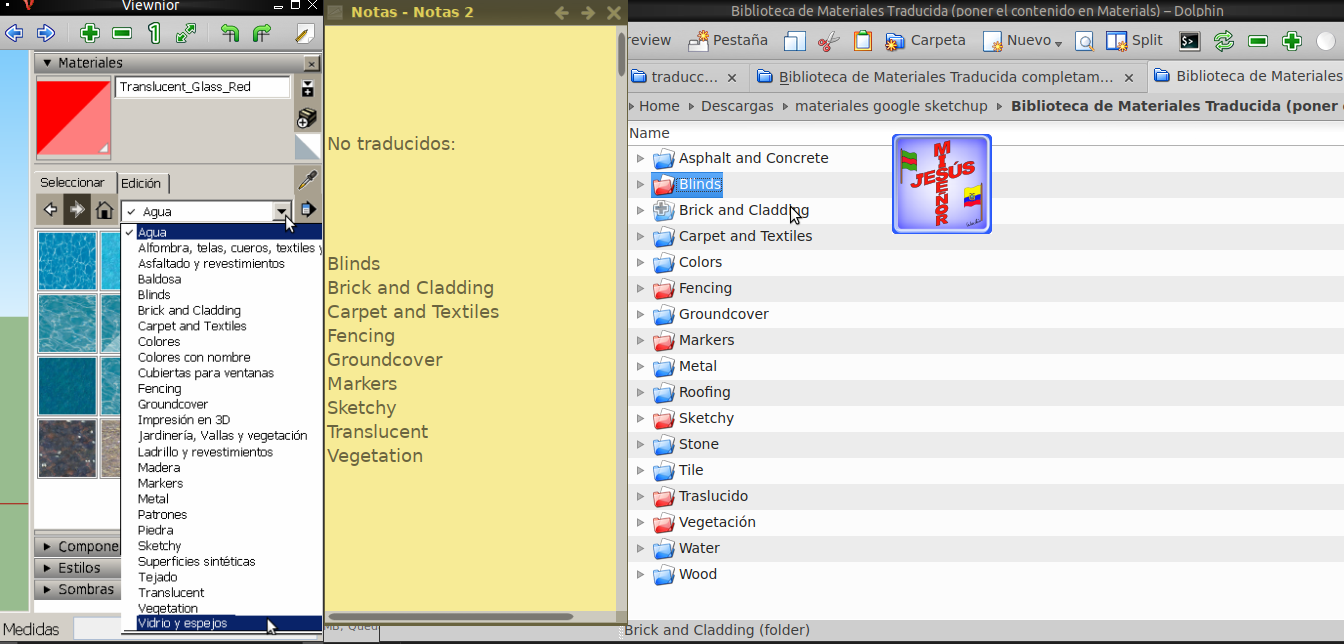 Viewnior
Materiales
Translucent_Glass_Red
Seleccionar
Edición
Agua
Agua
Alfombra, telas, cueros, textiles y
Asfaltado y revestimientos
Baldosa
Blinds
Brick and Cladding
Carpet and Textiles
Colores
Colores con nombre
Cubiertas para ventanas
Fencing
Groundcover
Impresión en 3D
Jardinería, Vallas y vegetación
Ladrillo y revestimientos
Madera
Markers
Metal
Patrones
Piedra
Sketchy
Superficies sintéticas
Tejado
Translucent
Vegetation
Vidrio y espejos
Compone
Estilos
Sombras
Medidas
Notas - Notas 2
No traducidos:
Blinds
Brick and Cladding
Carpet and Textiles
Fencing
Groundcover
Markers
Sketchy
Translucent
Vegetation
Biblioteca de Materiales Traducida (poner el contenido en Materials) – Dolphin
review
Pestaña
Carpeta
Nuevo
Split
traducc...
Biblioteca de Materiales Traducida completam...
Biblioteca de Materiales
Home
Descargas
materiales google sketchup
Biblioteca de Materiales Traducida (poner
Name
Asphalt and Concrete
Blinds
Brick and Cladding
Carpet and Textiles
Colors
Fencing
Groundcover
Markers
Metal
Roofing
Sketchy
Stone
Tile
Traslucido
Vegetación
Water
Wood
MISEÑOR
JESÚS
Brick and Cladding (folder)